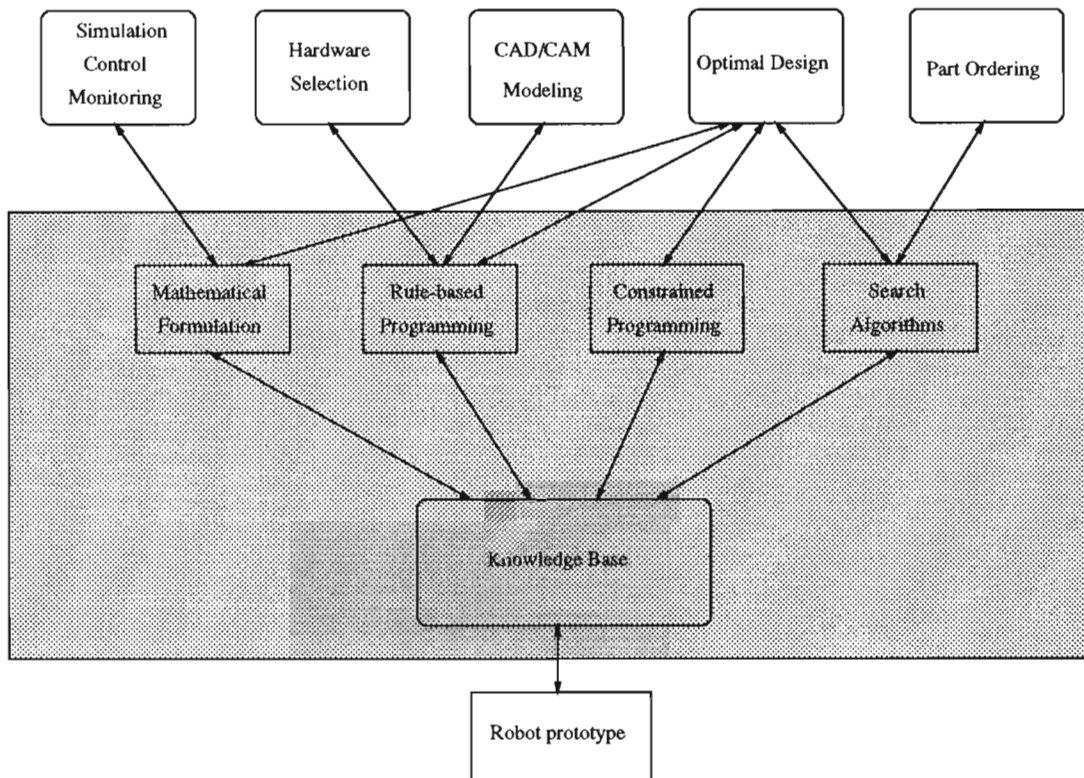 Simulation
Control
Monitoring
Hardware
Selection
CAD/CAM
Modeling
Optimal Design
Part Ordering
Mathematical
Formulation
Rule-based
Programming
Constrained
Programming
Search
Algorithms
Knowledge Base
Robot prototype